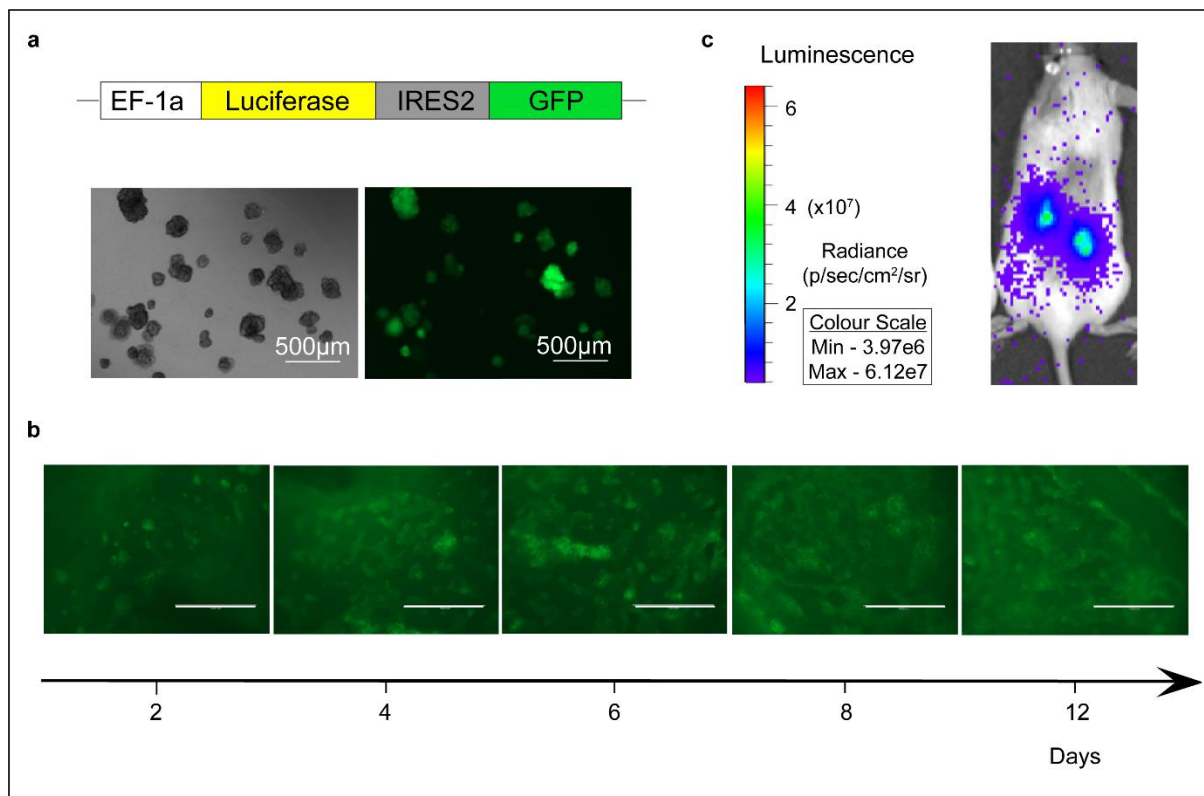 a
EF-1a Luciferase IRES2 GFP
500µm
500µm
c
Luminescence
6
4 (x10⁷)
2
Radiance
(p/sec/cm²/sr)
Colour Scale
Min - 3.97e6
Max - 6.12e7
b
2 4 6 8 12
Days